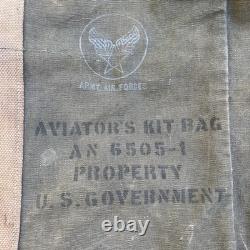 ARMY AIR FORCES
AVIATOR'S KIT BAG
AN 6505-1
PROPERTY
U.S. GOVERNMENT